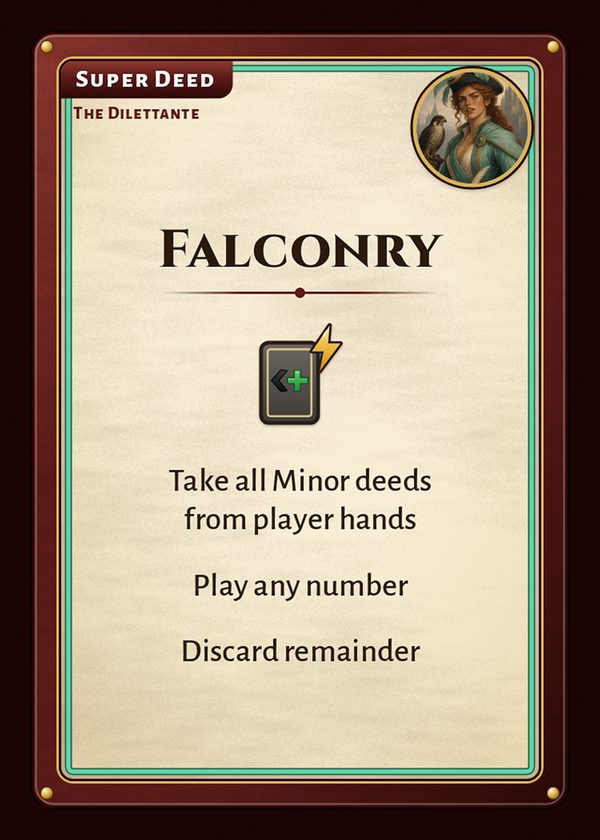 Super Deed
The Dilettante
Falconry
Take all Minor deeds
from player hands
Play any number
Discard remainder